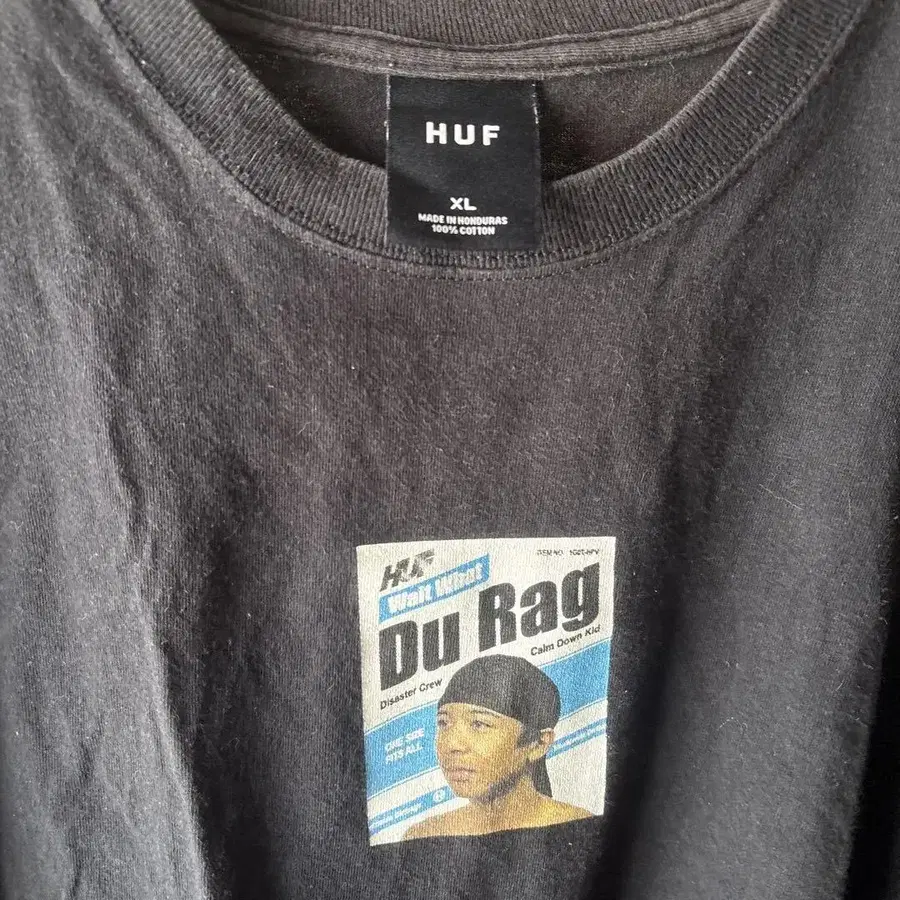 HUF
XL
MADE IN HONDURAS
100% COTTON
HUF
Wait What
Du Rag
Calm Down Kid
Disaster Crew
ONE SIZE
FITS ALL